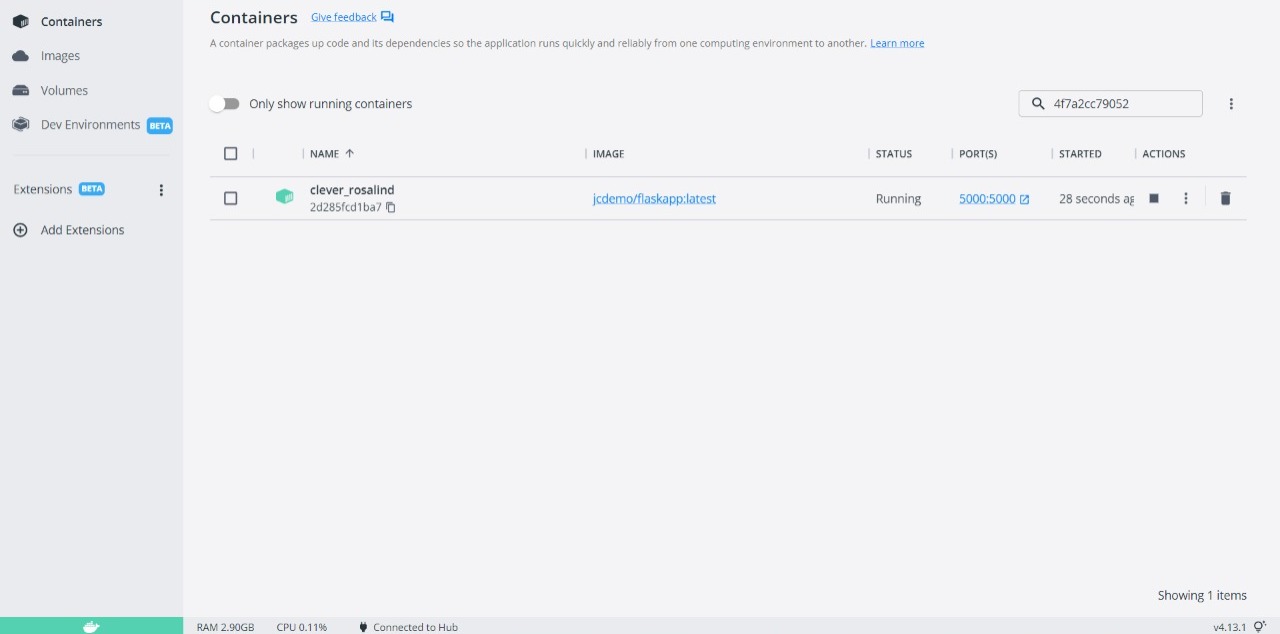 Containers
Images
Volumes
Dev Environments BETA
Extensions BETA
Add Extensions
Containers Give feedback
A container packages up code and its dependencies so the application runs quickly and reliably from one computing environment to another. Learn more
Only show running containers
4f7a2cc79052
NAME IMAGE STATUS PORT(S) STARTED ACTIONS
clever_rosalind
2d285fcd1ba7
jcdemo/flaskapp:latest Running 5000:5000 28 seconds ag
Showing 1 items
RAM 2.90GB CPU 0.11% Connected to Hub v4.13.1